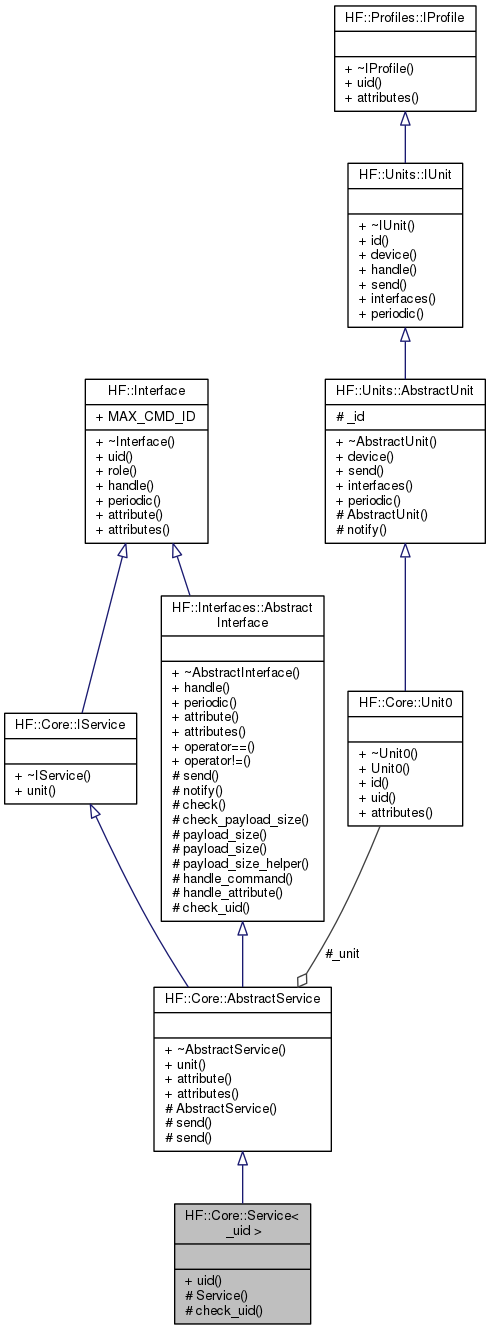 HF::Profiles::IProfile
+ ~IProfile()
+ uid()
+ attributes()
HF::Units::IUnit
+ ~IUnit()
+ id()
+ device()
+ handle()
+ send()
+ interfaces()
+ periodic()
HF::Interface
+ MAX_CMD_ID
+ ~Interface()
+ uid()
+ role()
+ handle()
+ periodic()
+ attribute()
+ attributes()
HF::Units::AbstractUnit
# _id
+ ~AbstractUnit()
+ device()
+ send()
+ interfaces()
+ periodic()
# AbstractUnit()
# notify()
HF::Interfaces::Abstract
Interface
+ ~AbstractInterface()
+ handle()
+ periodic()
+ attribute()
+ attributes()
+ operator==()
+ operator!=()
# send()
# notify()
# check()
# check_payload_size()
# payload_size()
# payload_size()
# payload_size_helper()
# handle_command()
# handle_attribute()
# check_uid()
HF::Core::IService
+ ~IService()
+ unit()
HF::Core::Unit0
+ ~Unit0()
+ Unit0()
+ id()
+ uid()
+ attributes()
#_unit
HF::Core::AbstractService
+ ~AbstractService()
+ unit()
+ attribute()
+ attributes()
# AbstractService()
# send()
# send()
HF::Core::Service<
_uid >
+ uid()
# Service()
# check_uid()